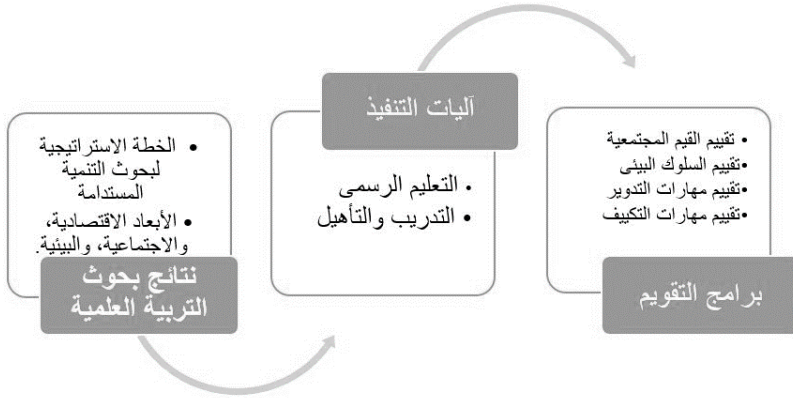 • الخطة الاستراتيجية
لبحوث التنمية
المستدامة
• الأبعاد الاقتصادية،
والاجتماعية، والبيئية.
نتائج بحوث
التربية العلمية
آليات التنفيذ
• التعليم الرسمى
• التدريب والتأهيل
• تقييم القيم المجتمعية
•تقييم السلوك البيئى
•تقييم مهارات التدوير
•تقييم مهارات التكييف
برامج التقويم